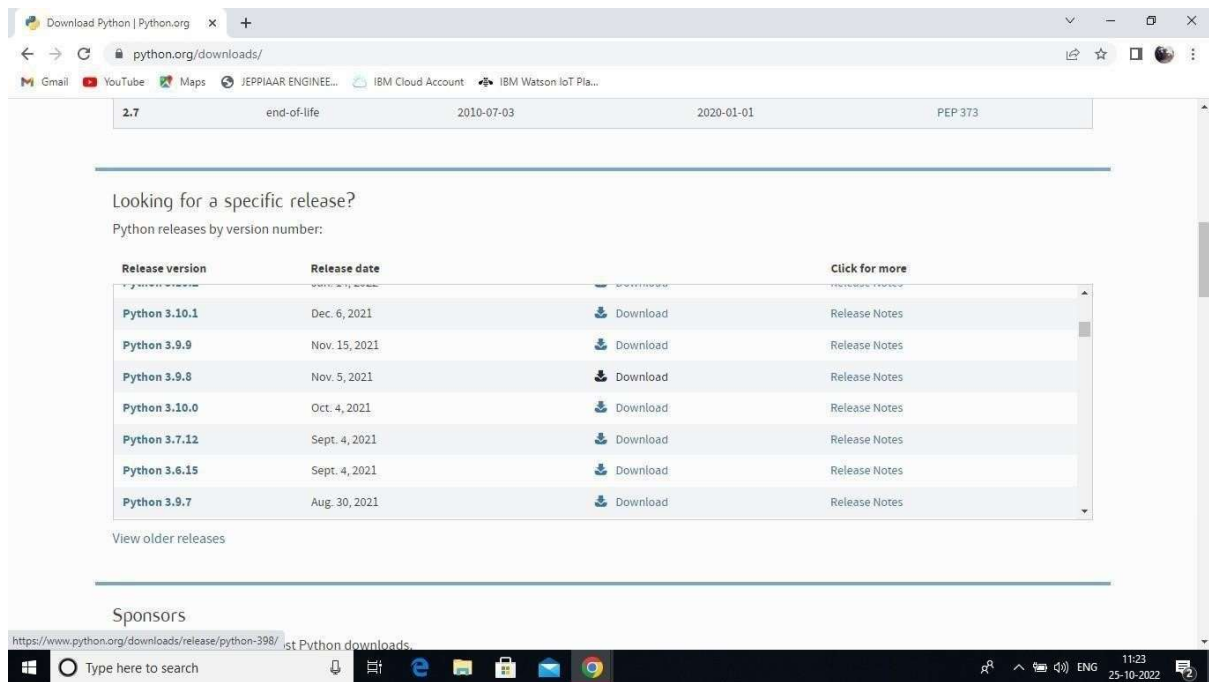 Download Python | Python.org
python.org/downloads/
Gmail YouTube Maps JEPPIAAR ENGINEE... IBM Cloud Account IBM Watson IoT Pla...
2.7 end-of-life 2010-07-03 2020-01-01 PEP 373
Looking for a specific release?
Python releases by version number:
Release version Release date Click for more
Python 3.10.1 Dec. 6, 2021 Download Release Notes
Python 3.9.9 Nov. 15, 2021 Download Release Notes
Python 3.9.8 Nov. 5, 2021 Download Release Notes
Python 3.10.0 Oct. 4, 2021 Download Release Notes
Python 3.7.12 Sept. 4, 2021 Download Release Notes
Python 3.6.15 Sept. 4, 2021 Download Release Notes
Python 3.9.7 Aug. 30, 2021 Download Release Notes
View older releases
Sponsors
https://www.python.org/downloads/release/python-398/ st Python downloads.
Type here to search ENG 11:23
25-10-2022 2